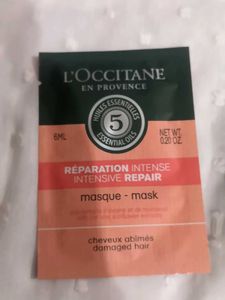 L'OCCITANE
EN PROVENCE
HUILES ESSENTIELLES
5
ESSENTIAL OILS
6ML
NET WT.
0.20 OZ.
RÉPARATION INTENSE
INTENSIVE REPAIR
masque - mask
cheveux abîmés
damaged hair